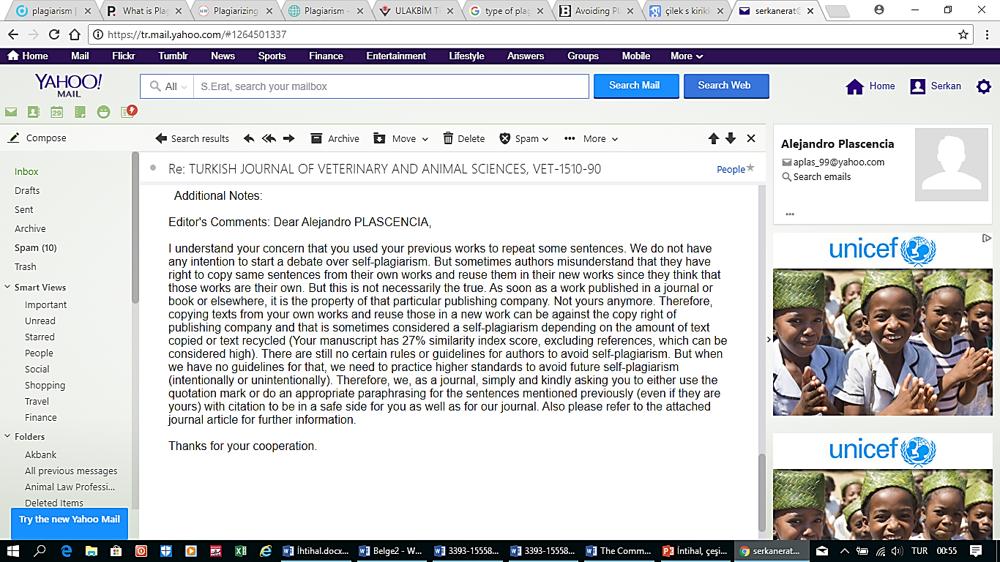 plagiarism |
What is Plag
Plagiarizing
Plagiarism -
ULAKBİM T
type of plag
Avoiding Pl
çilek s kirikk
serkanerat@
https://tr.mail.yahoo.com/#1264501337
Home Mail Flickr Tumblr News Sports Finance Entertainment Lifestyle Answers Groups Mobile More
YAHOO!
MAIL
All
S.Erat, search your mailbox
Search Mail
Search Web
Home
Serkan
29
Compose
Search results
Archive
Move
Delete
Spam
More
Inbox
Drafts
Sent
Archive
Spam (10)
Trash
Smart Views
Important
Unread
Starred
People
Social
Shopping
Travel
Finance
Folders
Akbank
All previous messages
Animal Law Professi...
Deleted Items
Try the new Yahoo Mail
Re: TURKISH JOURNAL OF VETERINARY AND ANIMAL SCIENCES, VET-1510-90
People
Additional Notes:
Editor's Comments: Dear Alejandro PLASCENCIA,
I understand your concern that you used your previous works to repeat some sentences. We do not have
any intention to start a debate over self-plagiarism. But sometimes authors misunderstand that they have
right to copy same sentences from their own works and reuse them in their new works since they think that
those works are their own. But this is not necessarily the true. As soon as a work published in a journal or
book or elsewhere, it is the property of that particular publishing company. Not yours anymore. Therefore,
copying texts from your own works and reuse those in a new work can be against the copy right of
publishing company and that is sometimes considered a self-plagiarism depending on the amount of text
copied or text recycled (Your manuscript has 27% similarity index score, excluding references, which can be
considered high). There are still no certain rules or guidelines for authors to avoid self-plagiarism. But when
we have no guidelines for that, we need to practice higher standards to avoid future self-plagiarism
(intentionally or unintentionally). Therefore, we, as a journal, simply and kindly asking you to either use the
quotation mark or do an appropriate paraphrasing for the sentences mentioned previously (even if they are
yours) with citation to be in a safe side for you as well as for our journal. Also please refer to the attached
journal article for further information.
Thanks for your cooperation.
Alejandro Plascencia
aplas_99@yahoo.com
Search emails
...
unicef
unicef
İhtihal.docx...
Belge2 - W...
3393-15558...
3393-15558...
The Comm...
İntihal, çeşi...
serkanerat...
TUR
00:55